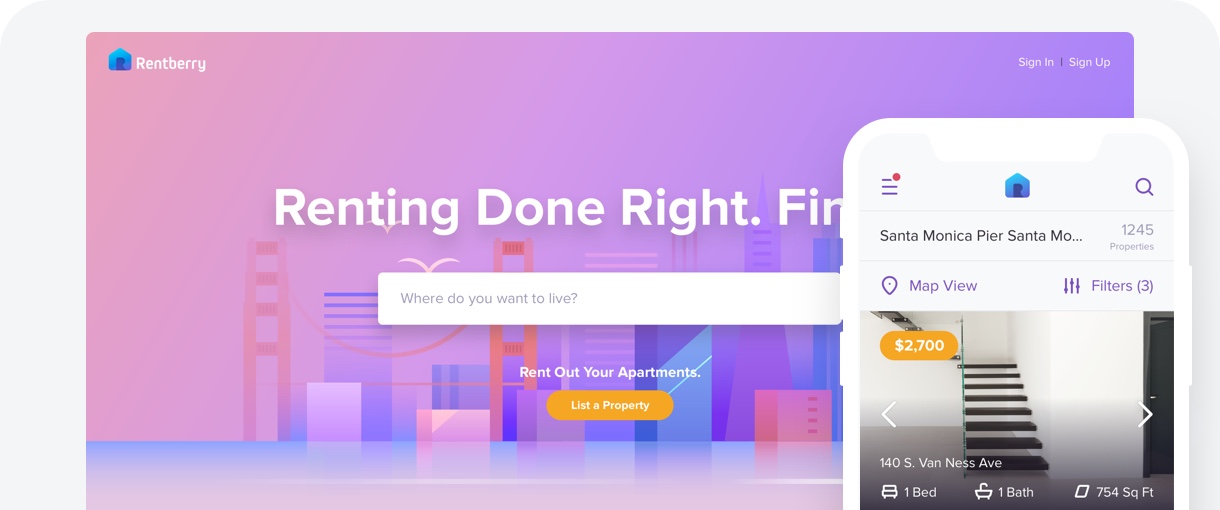 Rentberry
Sign In | Sign Up
Renting Done Right. Fin
Where do you want to live?
Rent Out Your Apartments.
List a Property
Santa Monica Pier Santa Mo...
1245
Properties
Map View
Filters (3)
$2,700
140 S. Van Ness Ave
1 Bed
1 Bath
754 Sq Ft